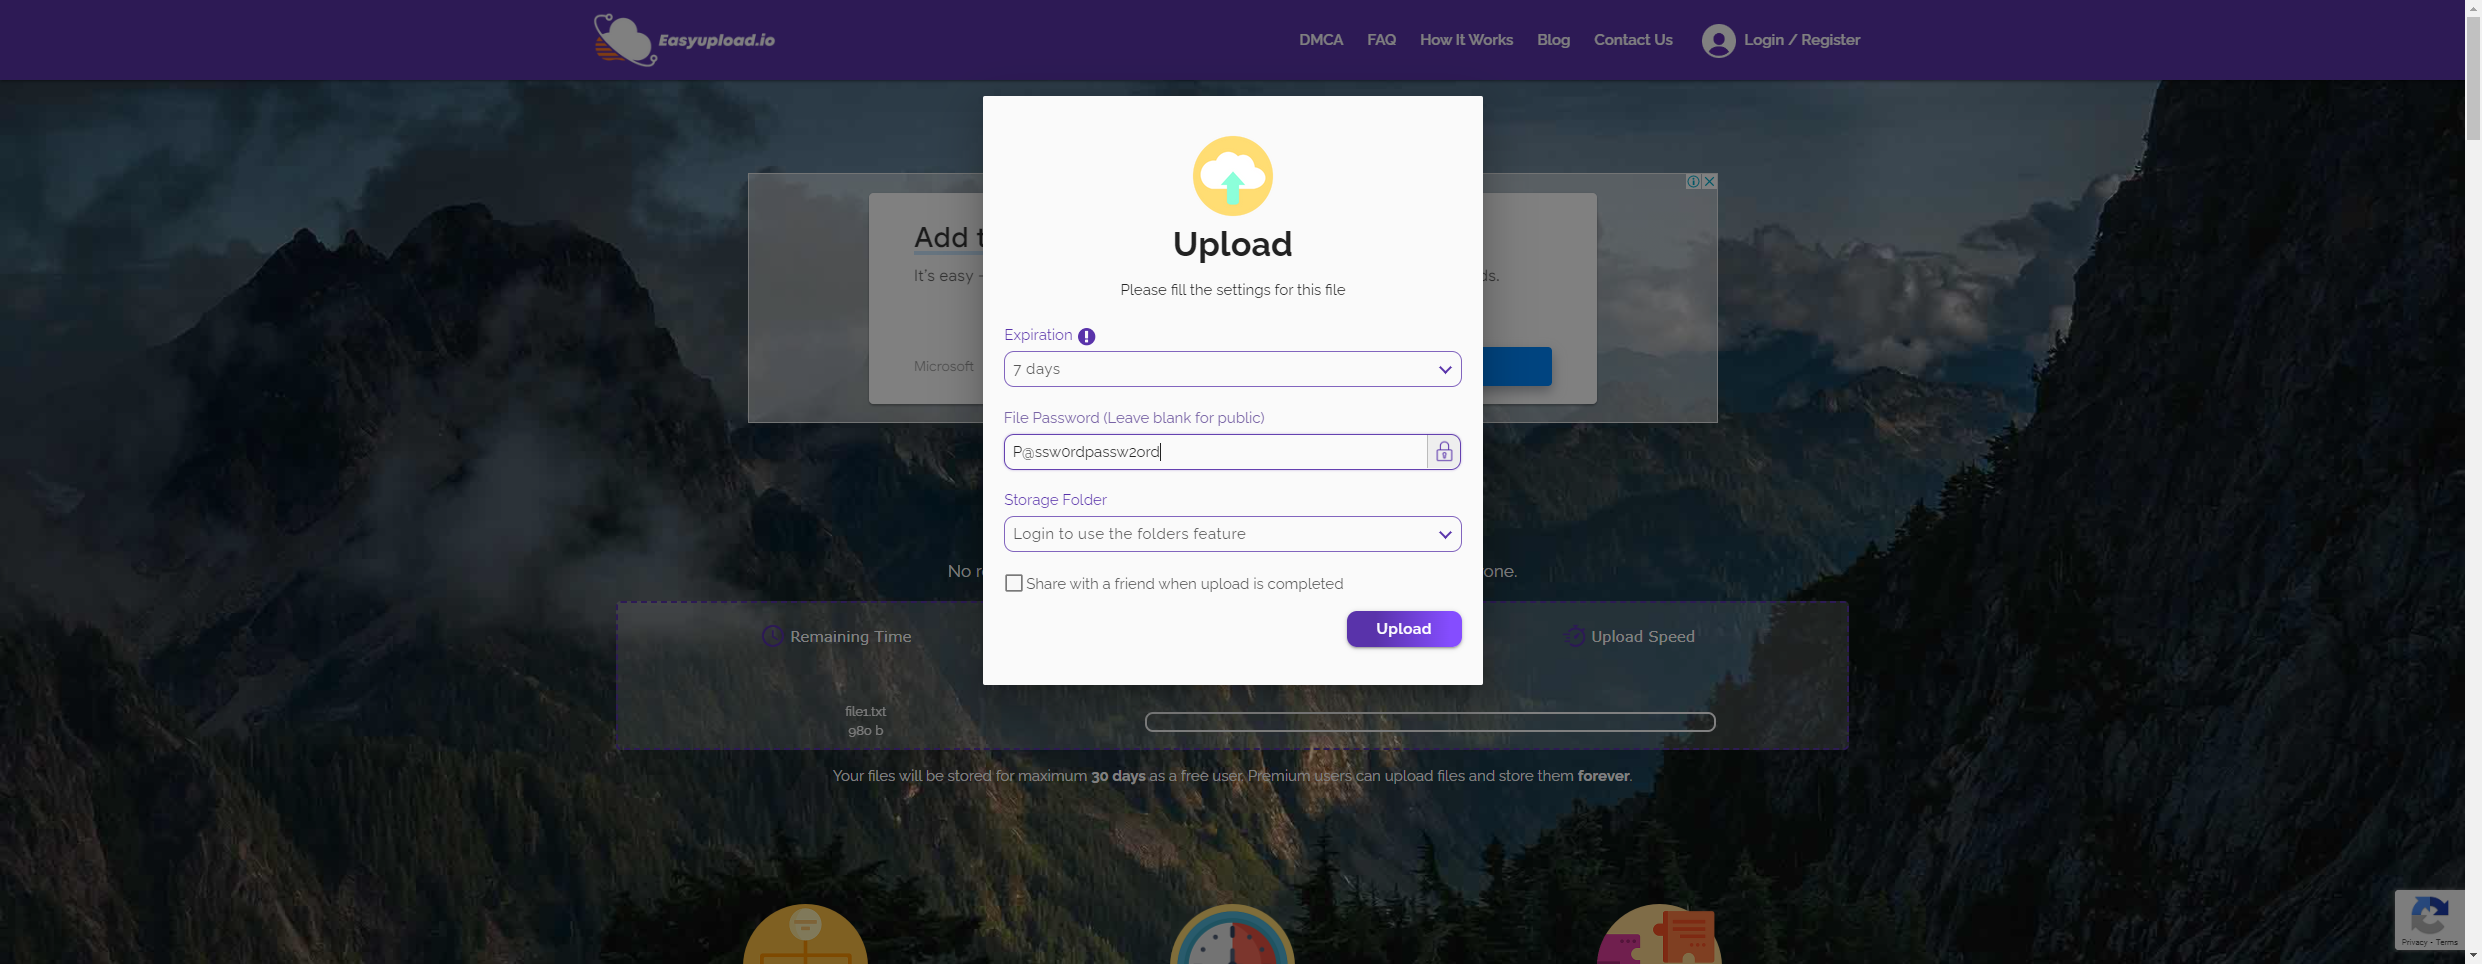 Easyupload.io
DMCA FAQ How It Works Blog Contact Us Login / Register
Add t
It's easy - ds.
Microsoft
Upload
Please fill the settings for this file
Expiration
7 days
File Password (Leave blank for public)
P@ssw0rdpassw2ord
Storage Folder
Login to use the folders feature
Share with a friend when upload is completed
Upload
No r one.
Remaining Time Upload Speed
file1.txt
980 b
Your files will be stored for maximum 30 days as a free user. Premium users can upload files and store them forever.
Privacy - Terms